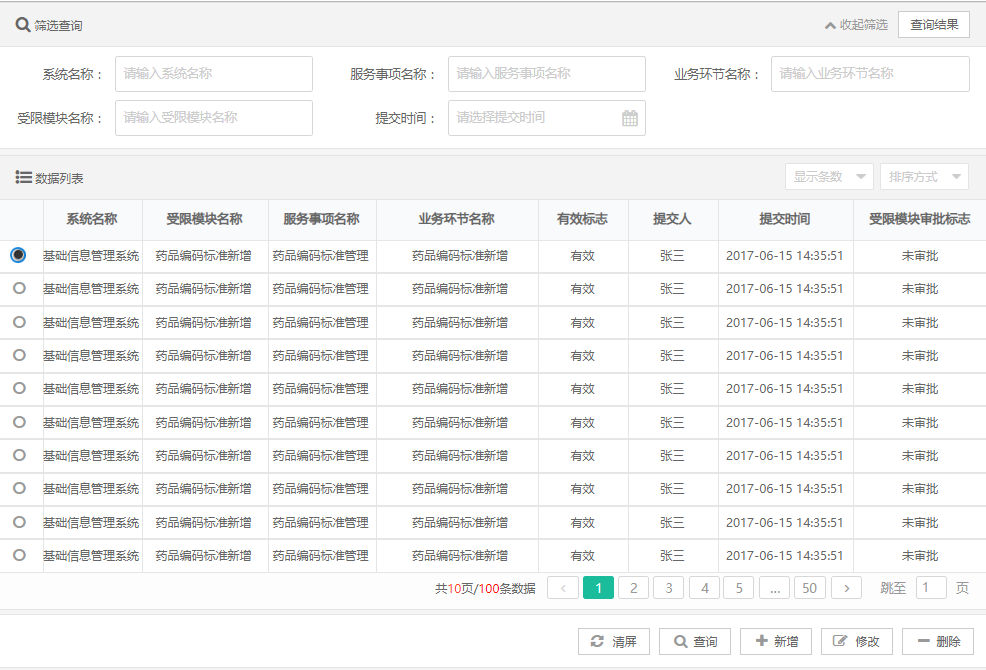 筛选查询 收起筛选 查询结果
系统名称： 请输入系统名称 服务事项名称： 请输入服务事项名称 业务环节名称： 请输入业务环节名称
受限模块名称： 请输入受限模块名称 提交时间： 请选择提交时间
数据列表 显示条数 排序方式
系统名称 受限模块名称 服务事项名称 业务环节名称 有效标志 提交人 提交时间 受限模块审批标志
基础信息管理系统 药品编码标准新增 药品编码标准管理 药品编码标准新增 有效 张三 2017-06-15 14:35:51 未审批
基础信息管理系统 药品编码标准新增 药品编码标准管理 药品编码标准新增 有效 张三 2017-06-15 14:35:51 未审批
基础信息管理系统 药品编码标准新增 药品编码标准管理 药品编码标准新增 有效 张三 2017-06-15 14:35:51 未审批
基础信息管理系统 药品编码标准新增 药品编码标准管理 药品编码标准新增 有效 张三 2017-06-15 14:35:51 未审批
基础信息管理系统 药品编码标准新增 药品编码标准管理 药品编码标准新增 有效 张三 2017-06-15 14:35:51 未审批
基础信息管理系统 药品编码标准新增 药品编码标准管理 药品编码标准新增 有效 张三 2017-06-15 14:35:51 未审批
基础信息管理系统 药品编码标准新增 药品编码标准管理 药品编码标准新增 有效 张三 2017-06-15 14:35:51 未审批
基础信息管理系统 药品编码标准新增 药品编码标准管理 药品编码标准新增 有效 张三 2017-06-15 14:35:51 未审批
基础信息管理系统 药品编码标准新增 药品编码标准管理 药品编码标准新增 有效 张三 2017-06-15 14:35:51 未审批
基础信息管理系统 药品编码标准新增 药品编码标准管理 药品编码标准新增 有效 张三 2017-06-15 14:35:51 未审批
共10页/100条数据 < 1 2 3 4 5 ... 50 > 跳至 1 页
清屏 查询 新增 修改 删除